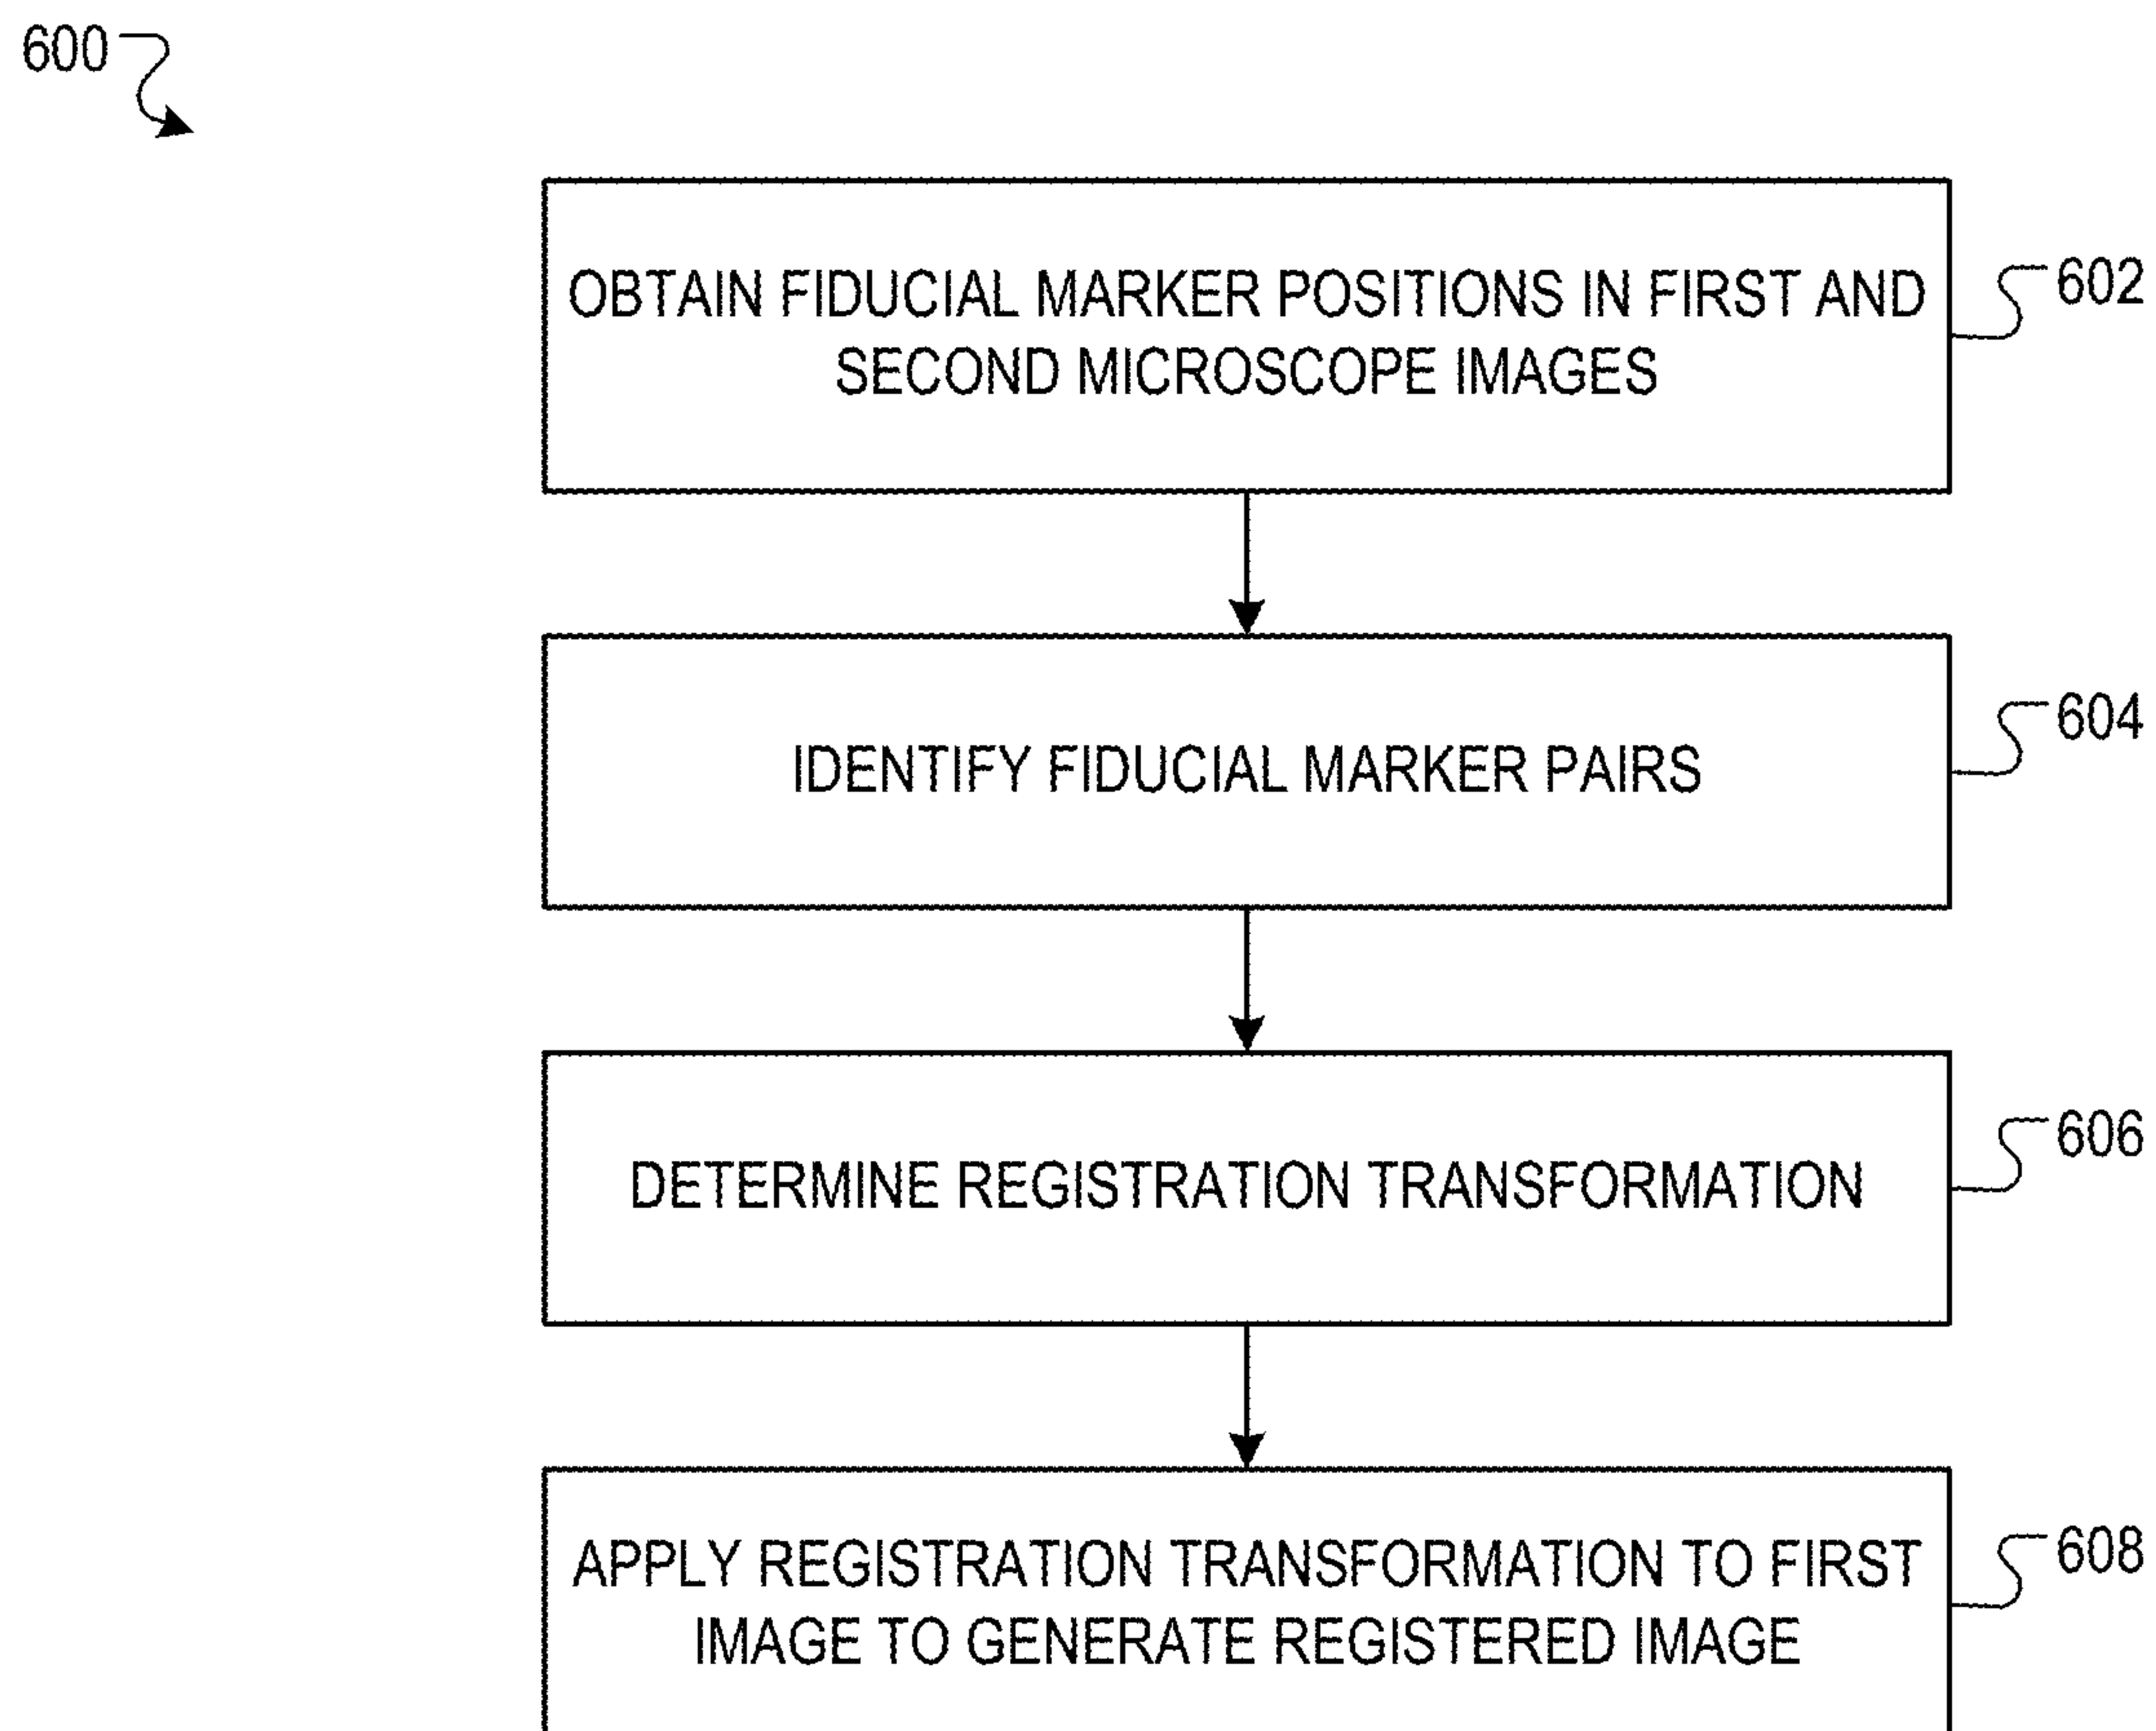 600
OBTAIN FIDUCIAL MARKER POSITIONS IN FIRST AND
SECOND MICROSCOPE IMAGES
602
IDENTIFY FIDUCIAL MARKER PAIRS
604
DETERMINE REGISTRATION TRANSFORMATION
606
APPLY REGISTRATION TRANSFORMATION TO FIRST
IMAGE TO GENERATE REGISTERED IMAGE
608